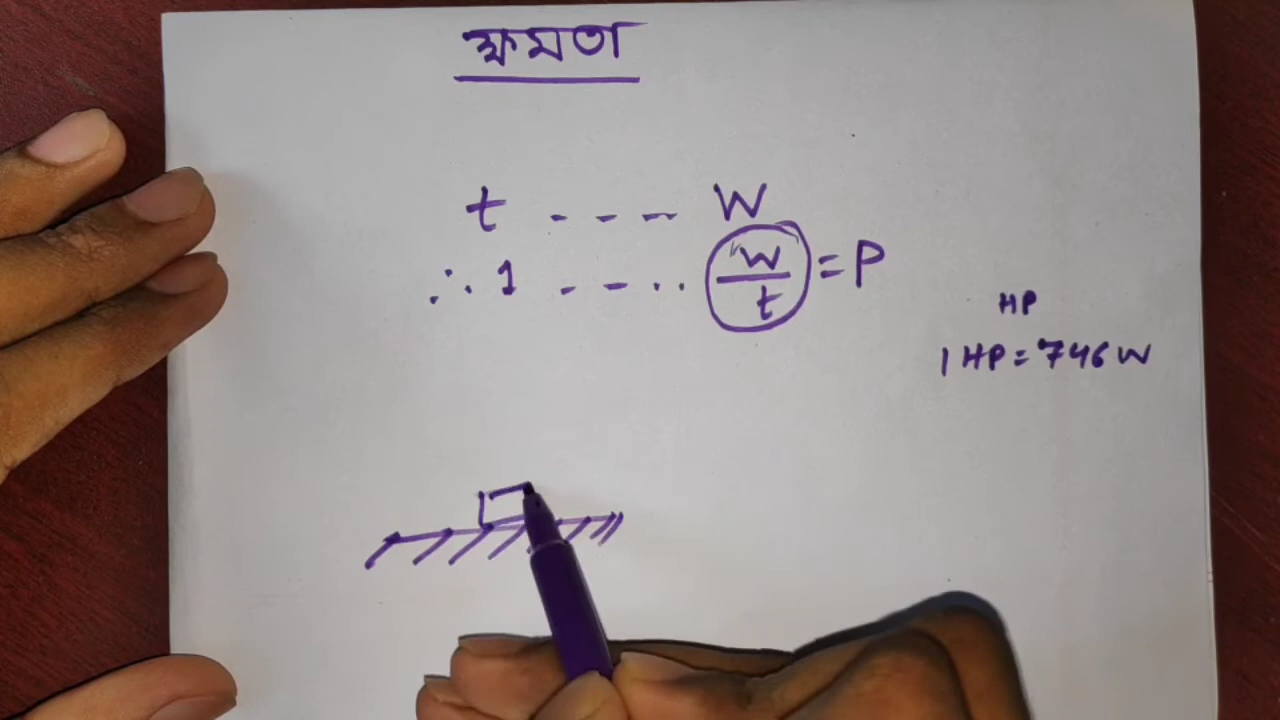 ক্ষমতা
t - - - W
∴ 1 - - . . W/t = P
HP
1 HP = 746 W